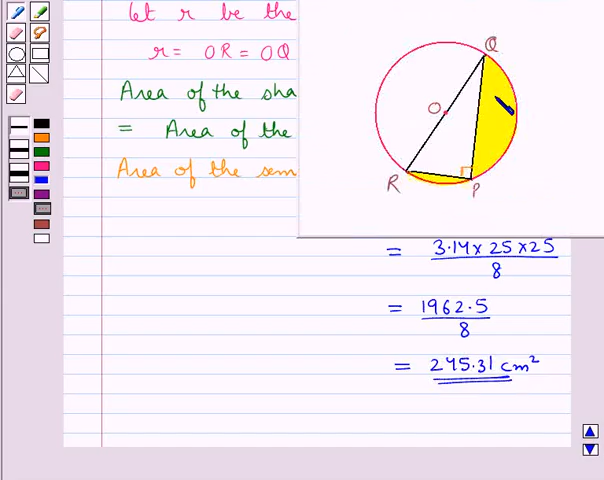 let r be the
r = OR = OQ
Area of the sha
= Area of the
Area of the sem
Q
O
R
P
= 3.14 x 25 x 25
8
= 1962.5
8
= 245.31 cm²